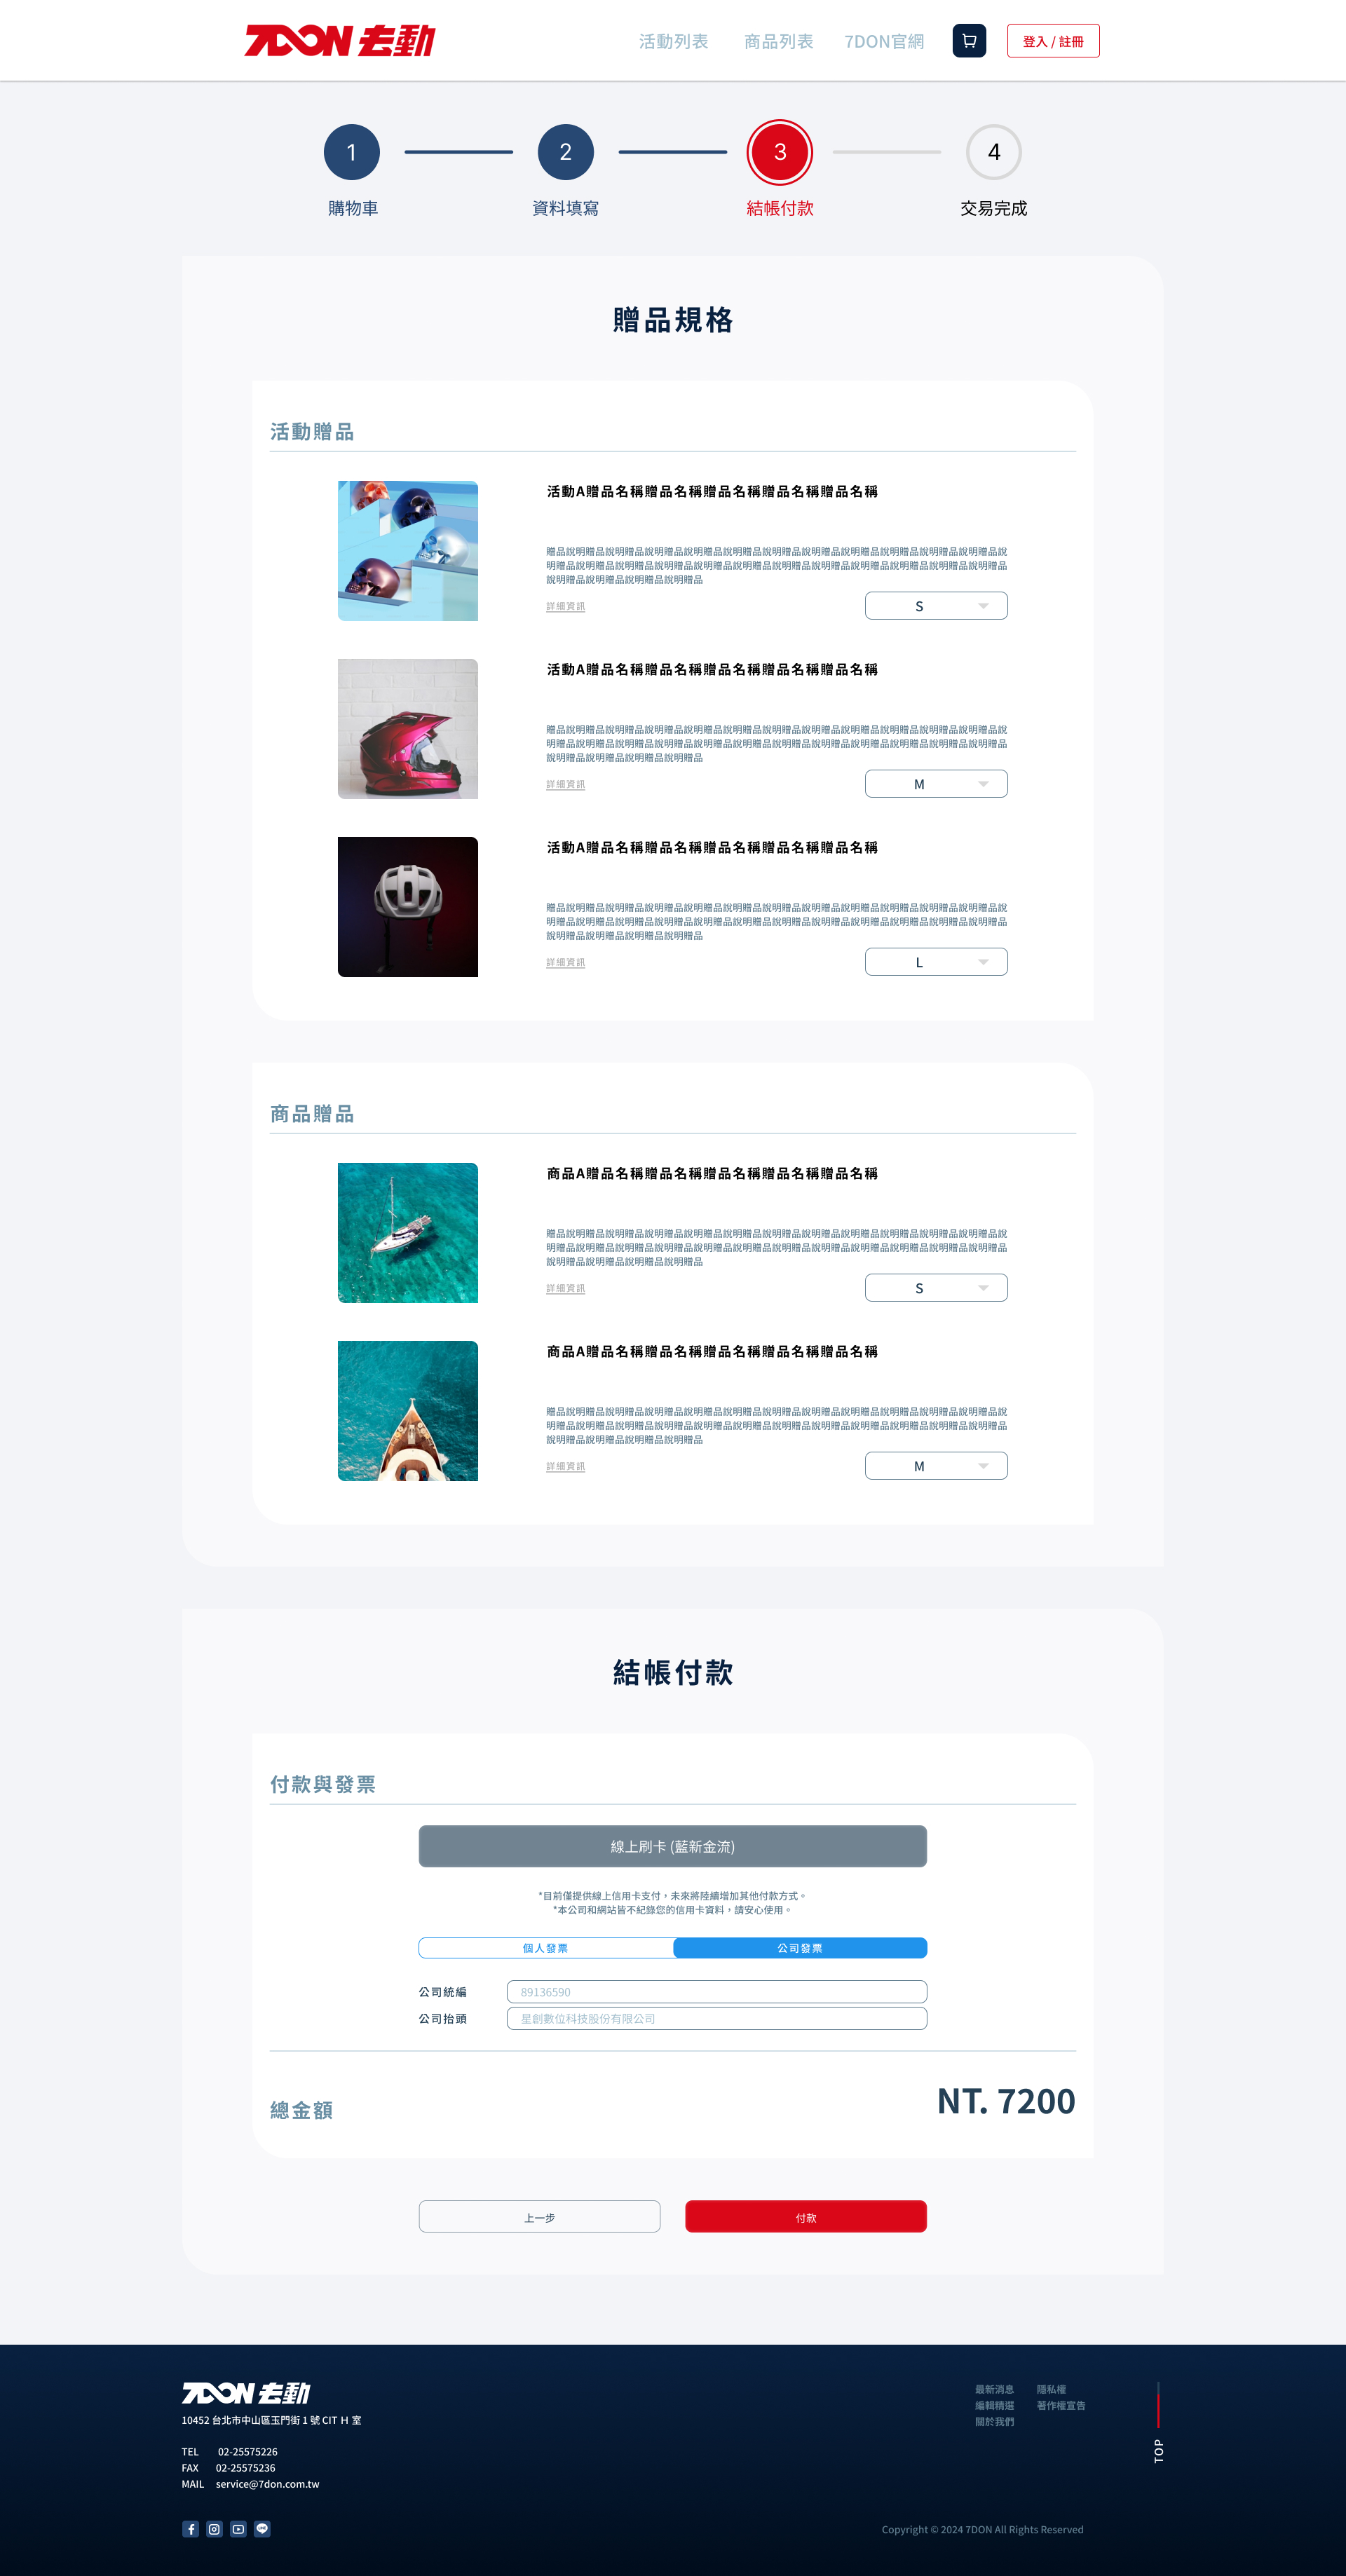 7DON 去動
活動列表
商品列表
7DON官網
登入 / 註冊
1
2
3
4
購物車
資料填寫
結帳付款
交易完成
贈品規格
活動贈品
活動A贈品名稱贈品名稱贈品名稱贈品名稱贈品名稱
贈品說明贈品說明贈品說明贈品說明贈品說明贈品說明贈品說明贈品說明贈品說明贈品說明贈品說明贈品說
明贈品說明贈品說明贈品說明贈品說明贈品說明贈品說明贈品說明贈品說明贈品說明贈品說明贈品說明贈品
說明贈品說明贈品說明贈品說明贈品
詳細資訊
S
活動A贈品名稱贈品名稱贈品名稱贈品名稱贈品名稱
贈品說明贈品說明贈品說明贈品說明贈品說明贈品說明贈品說明贈品說明贈品說明贈品說明贈品說明贈品說
明贈品說明贈品說明贈品說明贈品說明贈品說明贈品說明贈品說明贈品說明贈品說明贈品說明贈品說明贈品
說明贈品說明贈品說明贈品說明贈品
詳細資訊
M
活動A贈品名稱贈品名稱贈品名稱贈品名稱贈品名稱
贈品說明贈品說明贈品說明贈品說明贈品說明贈品說明贈品說明贈品說明贈品說明贈品說明贈品說明贈品說
明贈品說明贈品說明贈品說明贈品說明贈品說明贈品說明贈品說明贈品說明贈品說明贈品說明贈品說明贈品
說明贈品說明贈品說明贈品說明贈品
詳細資訊
L
商品贈品
商品A贈品名稱贈品名稱贈品名稱贈品名稱贈品名稱
贈品說明贈品說明贈品說明贈品說明贈品說明贈品說明贈品說明贈品說明贈品說明贈品說明贈品說明贈品說
明贈品說明贈品說明贈品說明贈品說明贈品說明贈品說明贈品說明贈品說明贈品說明贈品說明贈品說明贈品
說明贈品說明贈品說明贈品說明贈品
詳細資訊
S
商品A贈品名稱贈品名稱贈品名稱贈品名稱贈品名稱
贈品說明贈品說明贈品說明贈品說明贈品說明贈品說明贈品說明贈品說明贈品說明贈品說明贈品說明贈品說
明贈品說明贈品說明贈品說明贈品說明贈品說明贈品說明贈品說明贈品說明贈品說明贈品說明贈品說明贈品
說明贈品說明贈品說明贈品說明贈品
詳細資訊
M
結帳付款
付款與發票
線上刷卡 (藍新金流)
*目前僅提供線上信用卡支付，未來將陸續增加其他付款方式。
*本公司和網站皆不紀錄您的信用卡資料，請安心使用。
個人發票
公司發票
公司統編
89136590
公司抬頭
星創數位科技股份有限公司
總金額
NT. 7200
上一步
付款
7DON 去動
10452 台北市中山區玉門街 1 號 CIT H 室
TEL 02-25575226
FAX 02-25575236
MAIL service@7don.com.tw
最新消息
隱私權
編輯精選
著作權宣告
關於我們
TOP
Copyright © 2024 7DON All Rights Reserved